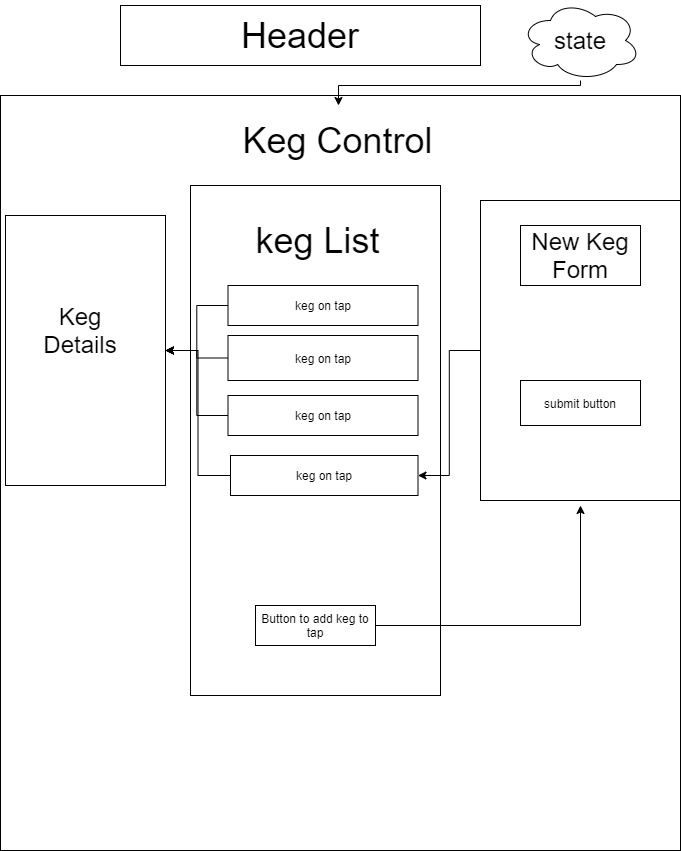 Header
state
Keg Control
keg List
Keg
Details
keg on tap
keg on tap
keg on tap
keg on tap
Button to add keg to
tap
New Keg
Form
submit button